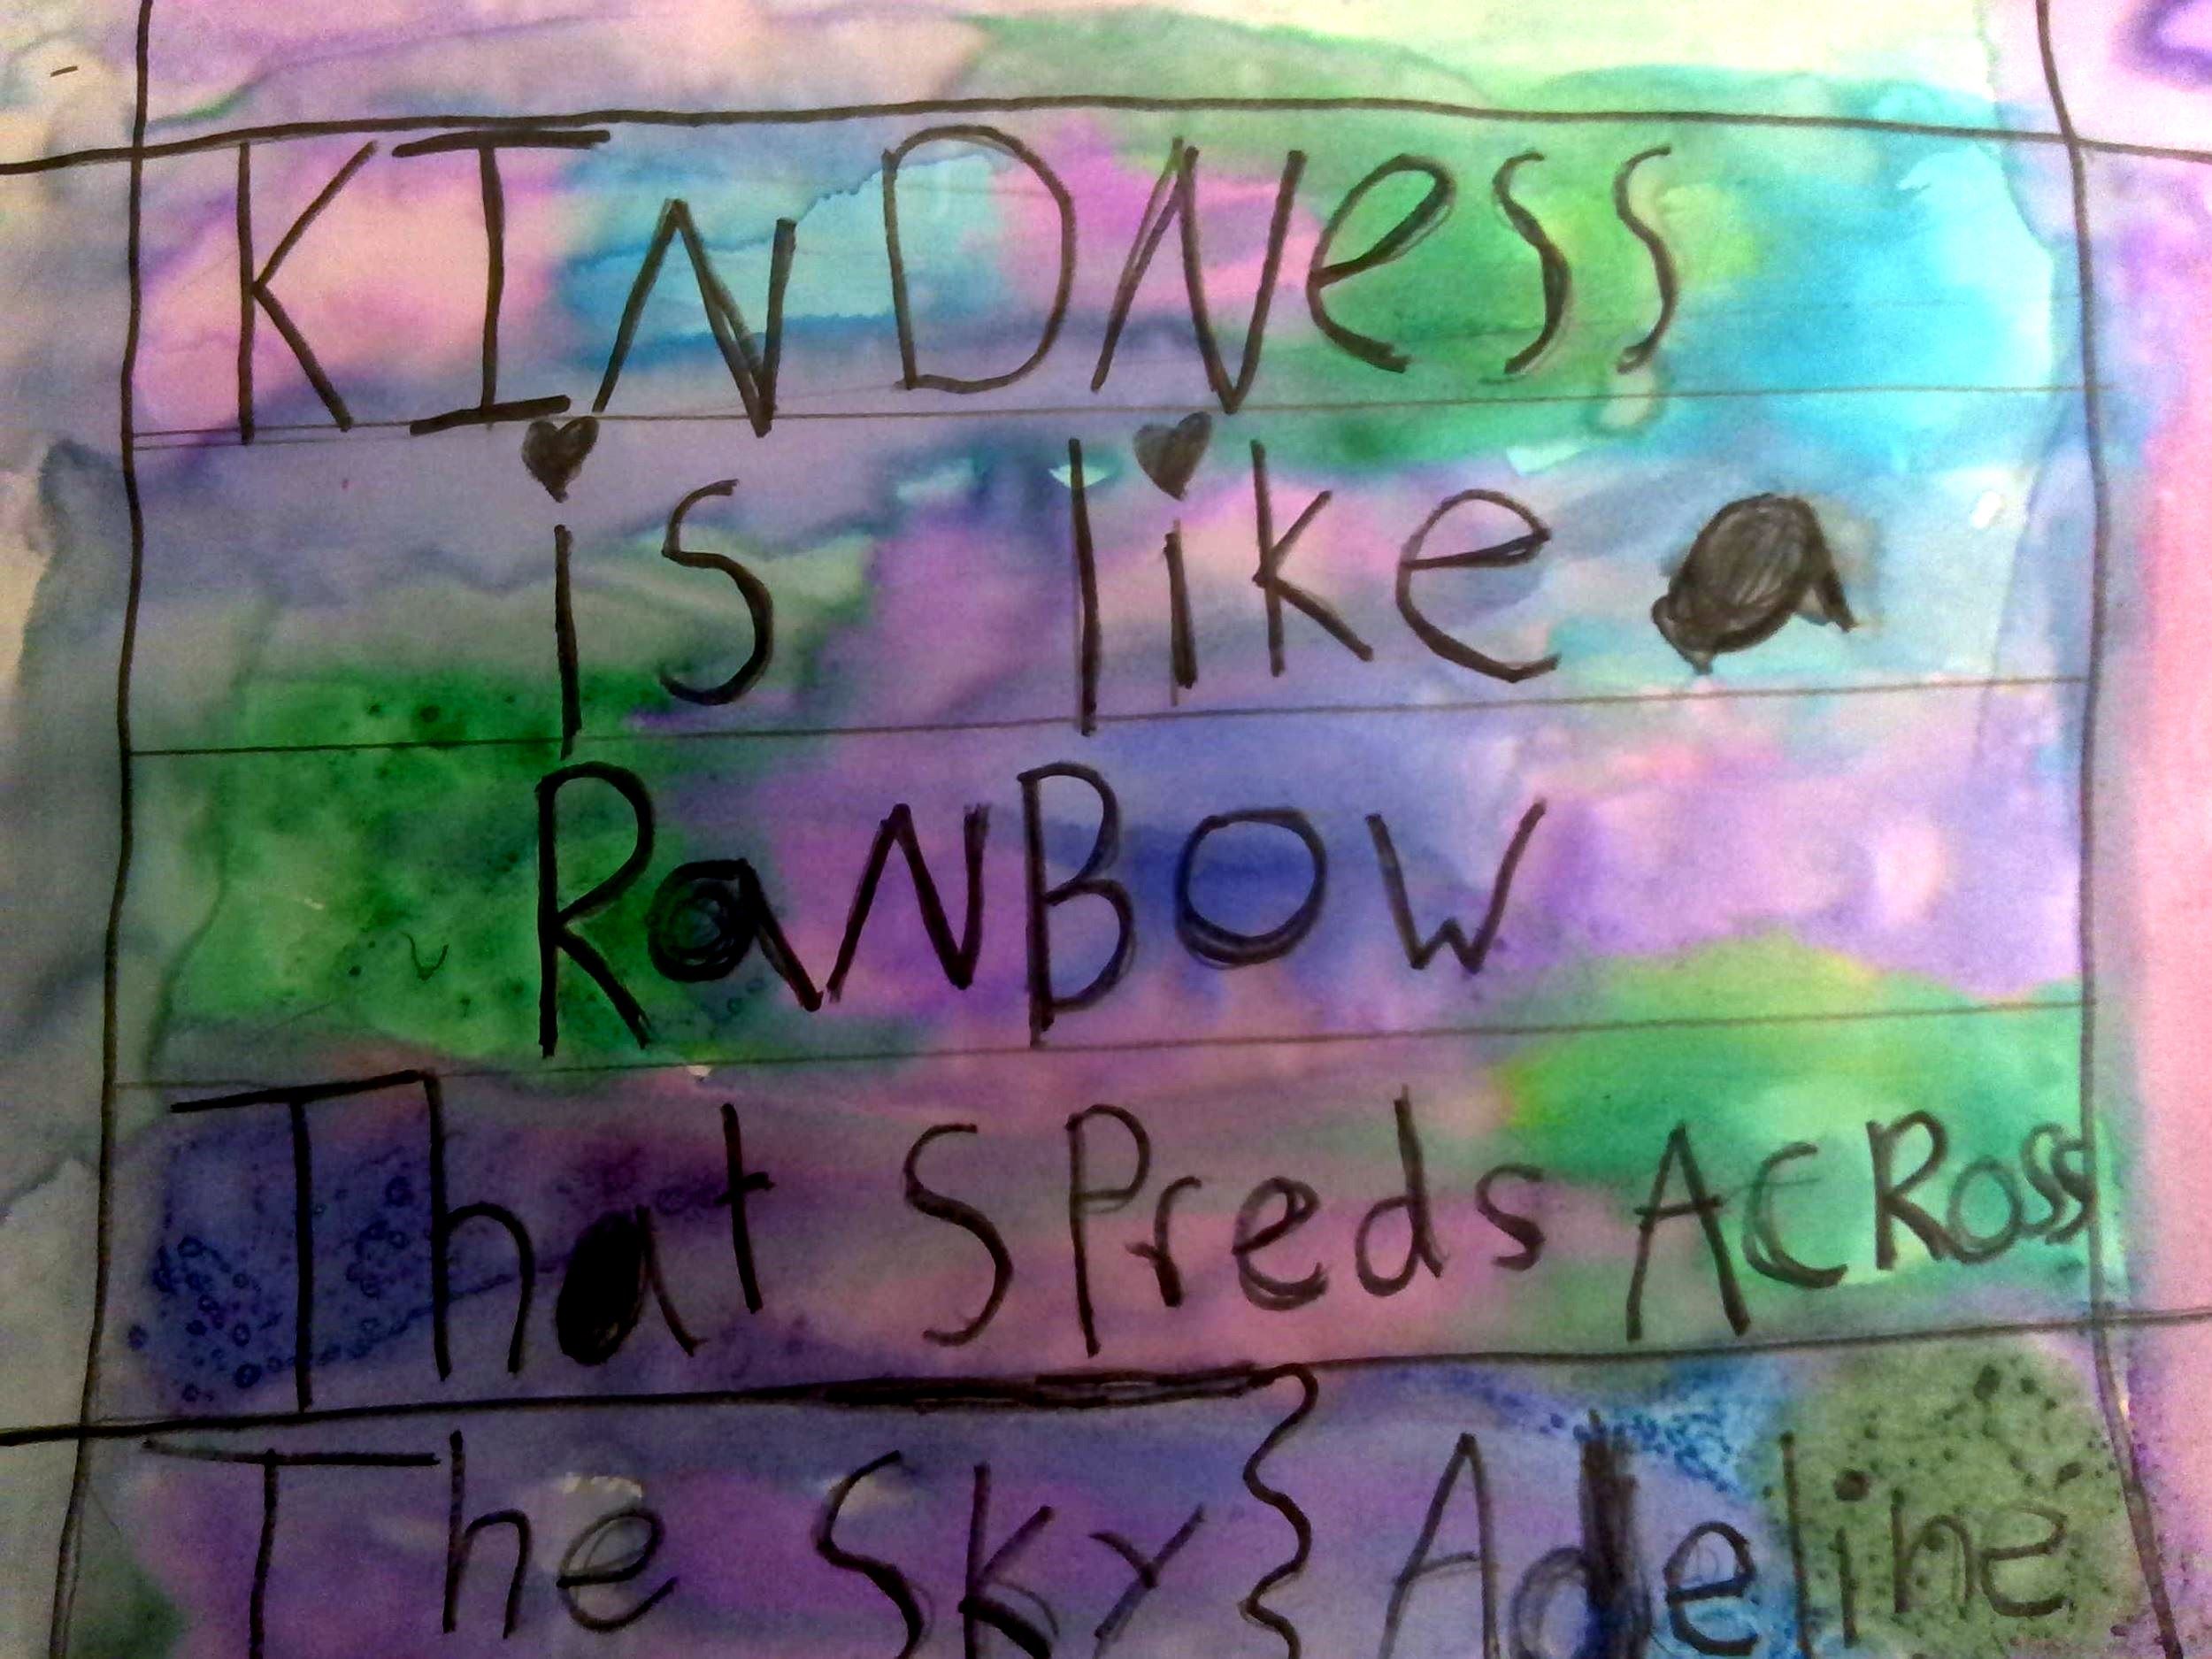 KINDNess
is like a
RaNBOW
That SPreds ACROSS
The Sky } Adeline